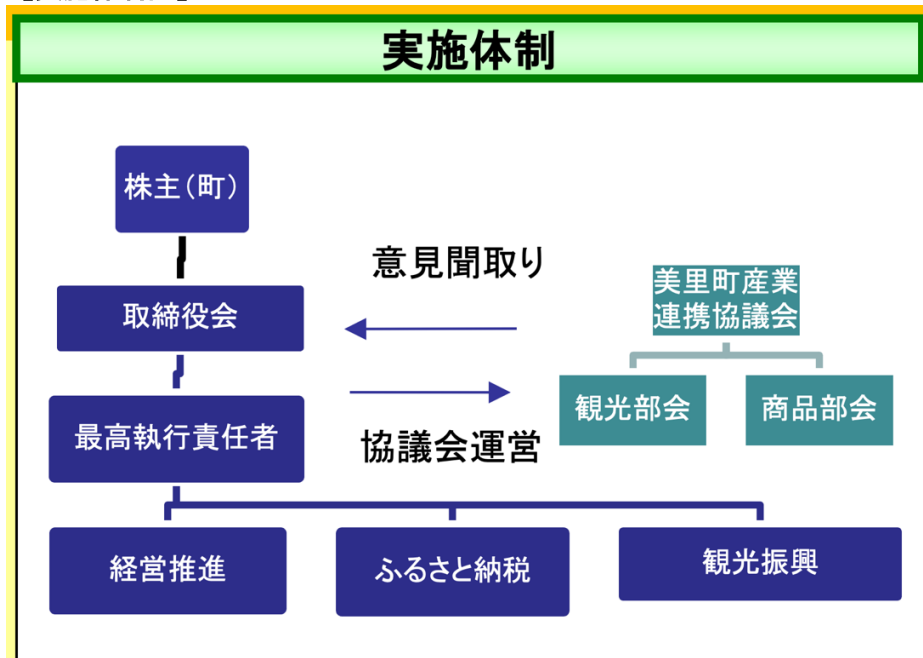 実施体制
株主(町)
意見聞取り
美里町産業
連携協議会
取締役会
観光部会
商品部会
最高執行責任者
協議会運営
経営推進
ふるさと納税
観光振興